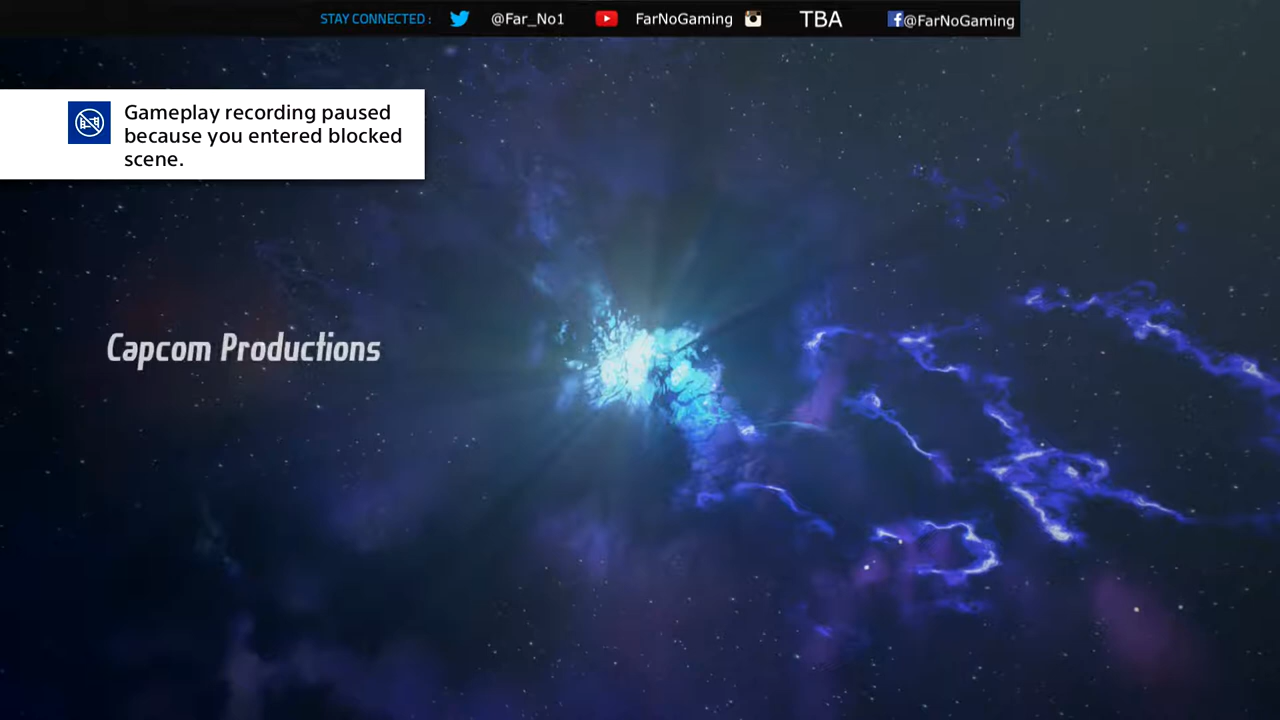 STAY CONNECTED : @Far_No1 FarNoGaming TBA @FarNoGaming
Gameplay recording paused
because you entered blocked
scene.
Capcom Productions